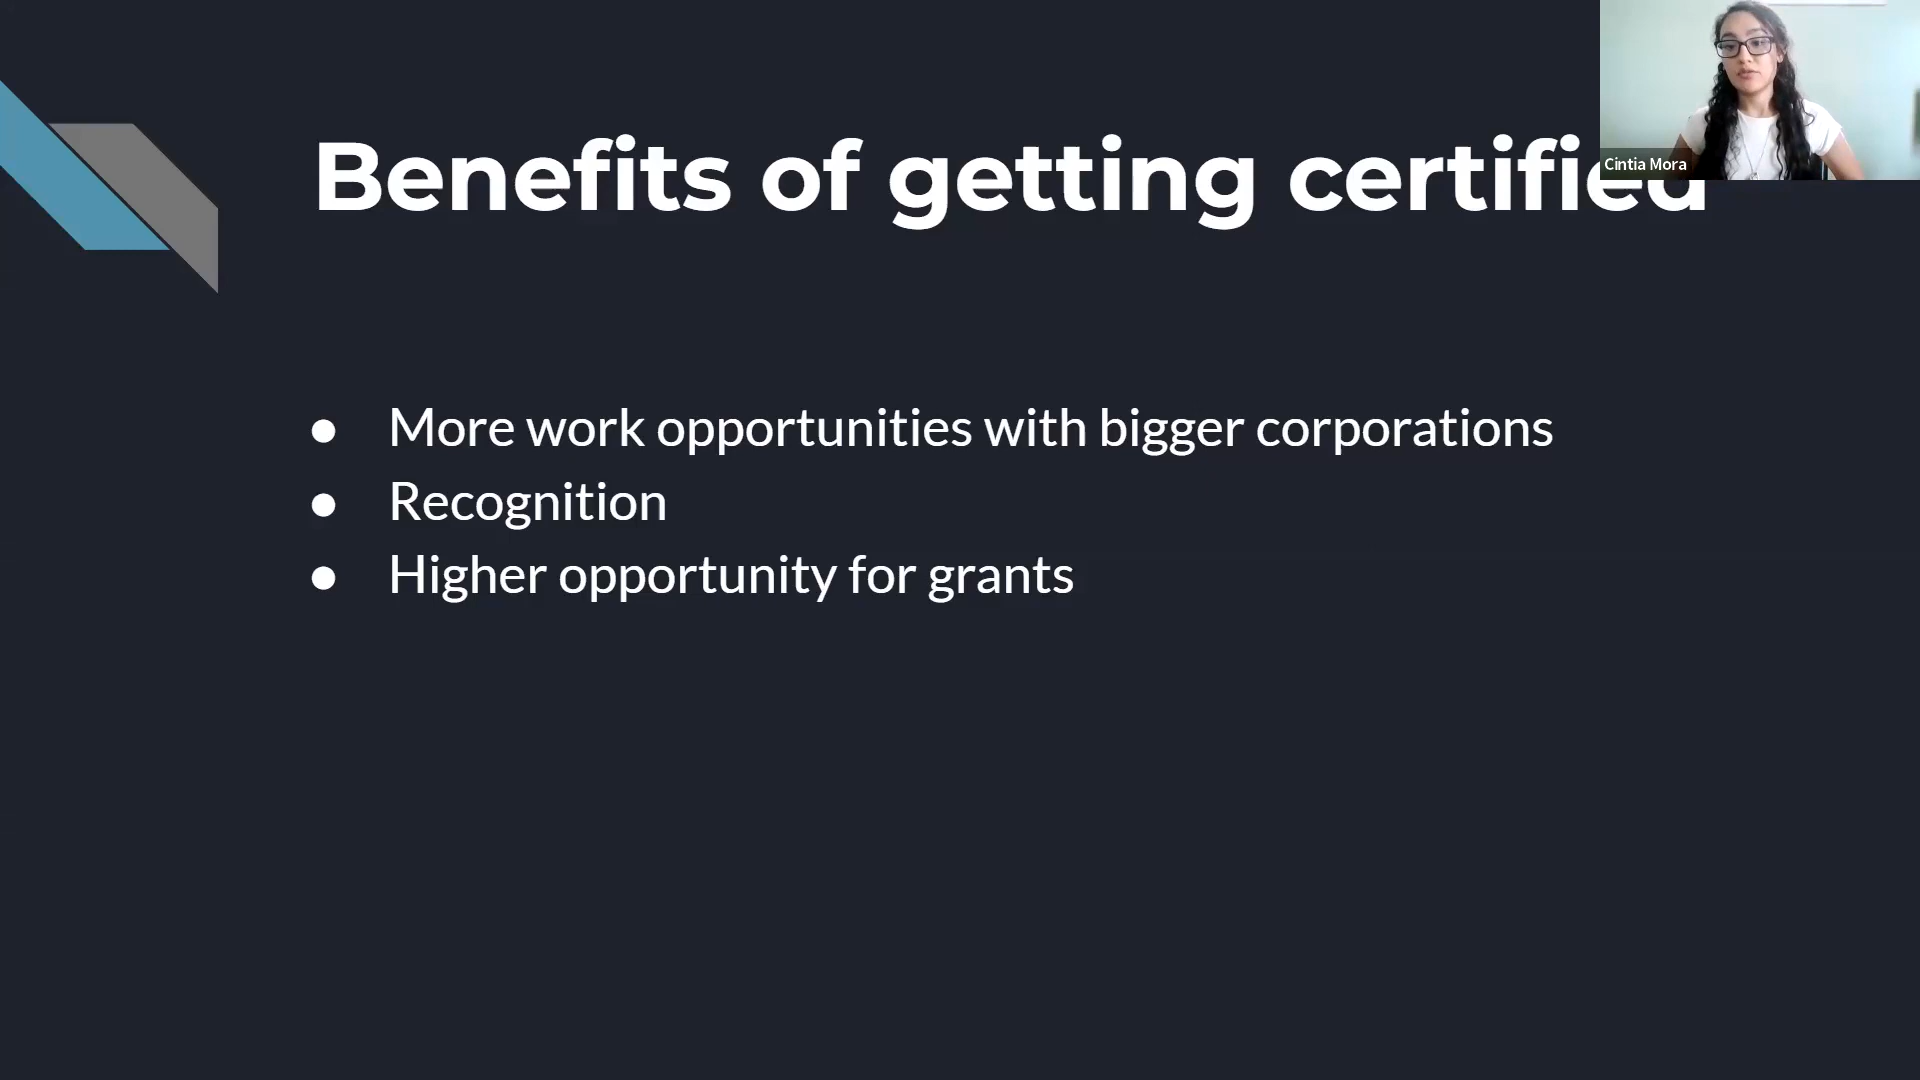 Benefits of getting certified
Cintia Mora
● More work opportunities with bigger corporations
● Recognition
● Higher opportunity for grants